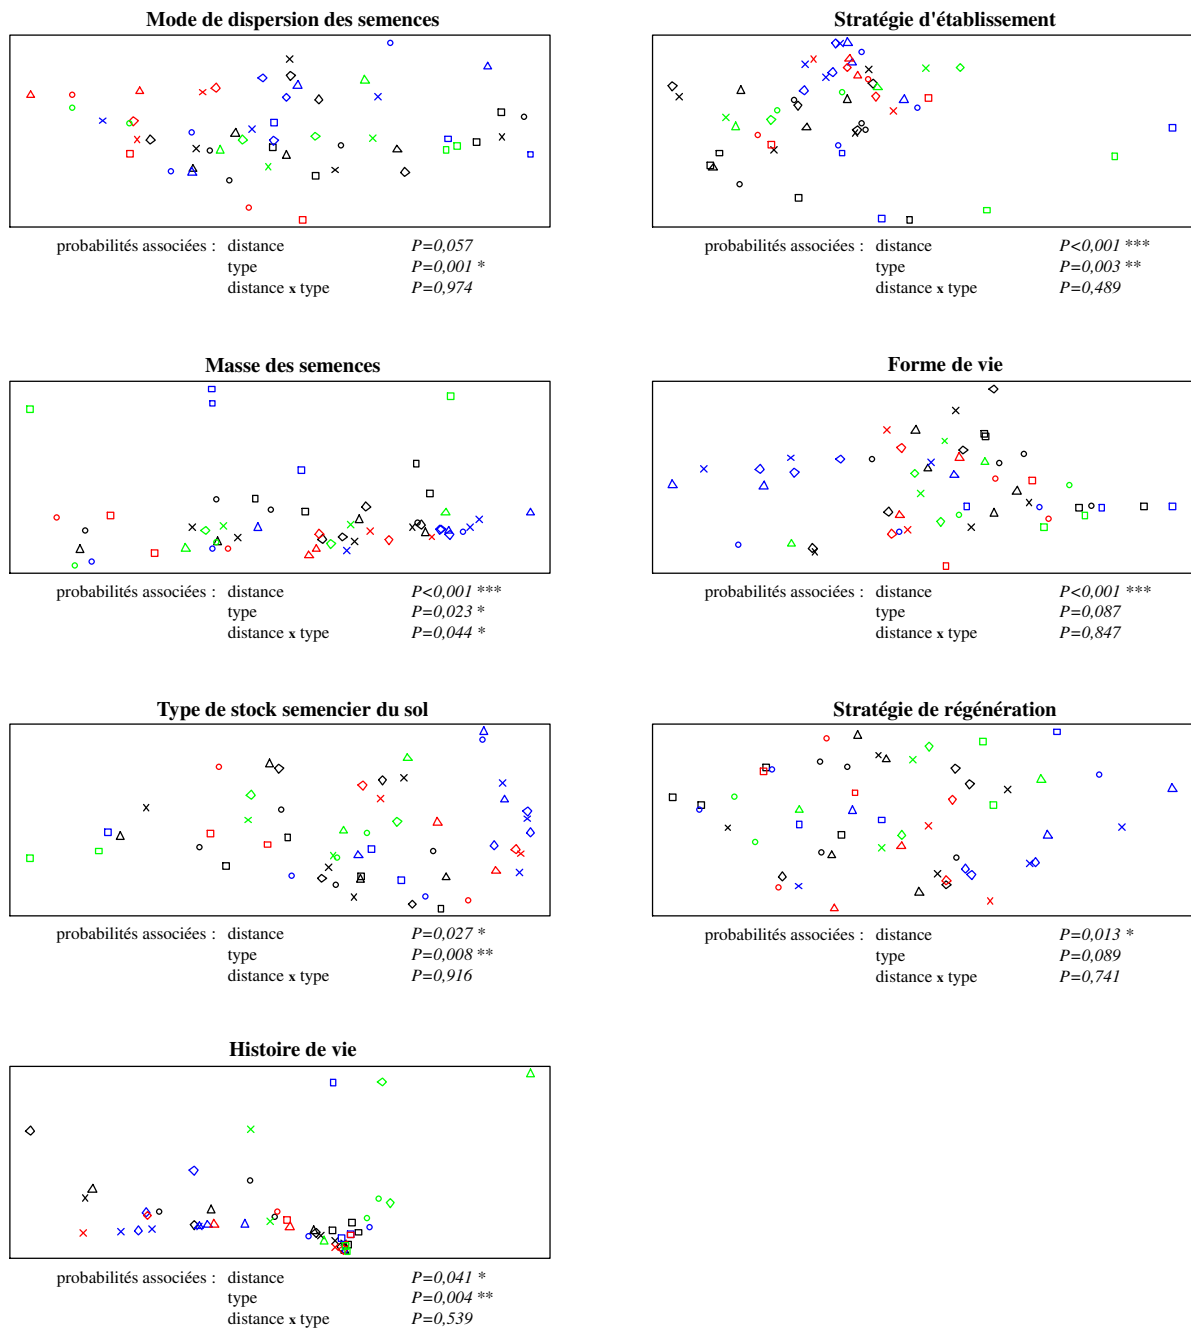 Mode de dispersion des semences
probabilités associées : distance P=0,057
type P=0,001 *
distance x type P=0,974
Stratégie d'établissement
probabilités associées : distance P<0,001 ***
type P=0,003 **
distance x type P=0,489
Masse des semences
probabilités associées : distance P<0,001 ***
type P=0,023 *
distance x type P=0,044 *
Forme de vie
probabilités associées : distance P<0,001 ***
type P=0,087
distance x type P=0,847
Type de stock semencier du sol
probabilités associées : distance P=0,027 *
type P=0,008 **
distance x type P=0,916
Stratégie de régénération
probabilités associées : distance P=0,013 *
type P=0,089
distance x type P=0,741
Histoire de vie
probabilités associées : distance P=0,041 *
type P=0,004 **
distance x type P=0,539